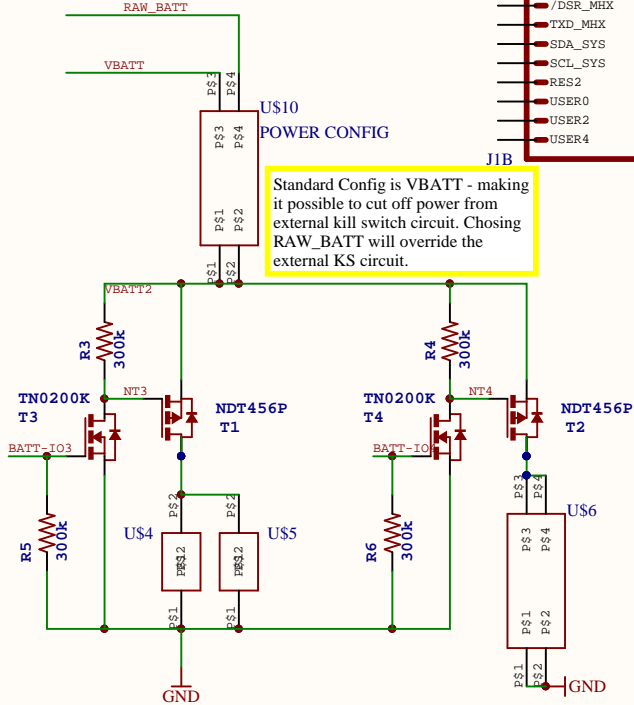 RAW_BATT
/DSR_MHX
TXD_MHX
SDA_SYS
SCL_SYS
RES2
USER0
USER2
USER4
J1B
VBATT
P$3
P$4
U$10
POWER CONFIG
P$3
P$4
P$1
P$2
P$1
P$2
Standard Config is VBATT - making
it possible to cut off power from
external kill switch circuit. Chosing
RAW_BATT will override the
external KS circuit.
VBATT2
R3
300k
R4
300k
TN0200K
T3
NT3
NDT456P
T1
TN0200K
T4
NT4
NDT456P
T2
BATT-IO3
BATT-IO4
R5
300k
P$2
P$2
U$4
U$5
P$1
P$1
R6
300k
P$3
P$4
U$6
P$3
P$4
P$1
P$2
P$1
P$2
GND
GND